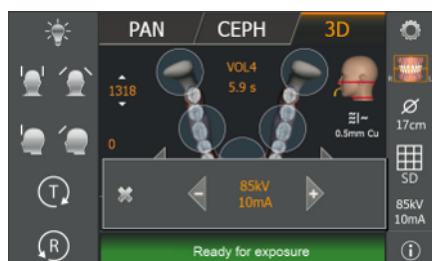 PAN CEPH 3D
1318
VOL4
5.9 s
R L
0.5mm Cu
0
17cm
SD
85kV
10mA
85kV
10mA
T
R
Ready for exposure